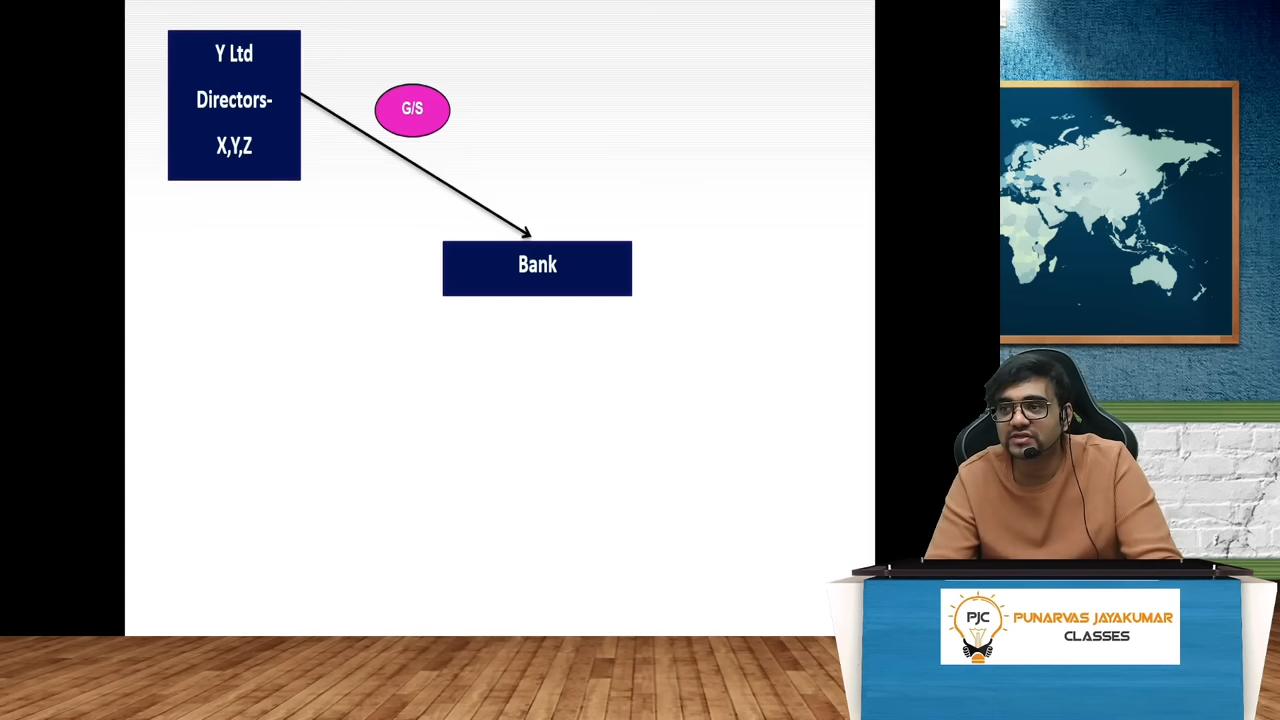 Y Ltd
Directors-
X,Y,Z
G/S
Bank
PJC
PUNARVAS JAYAKUMAR
CLASSES